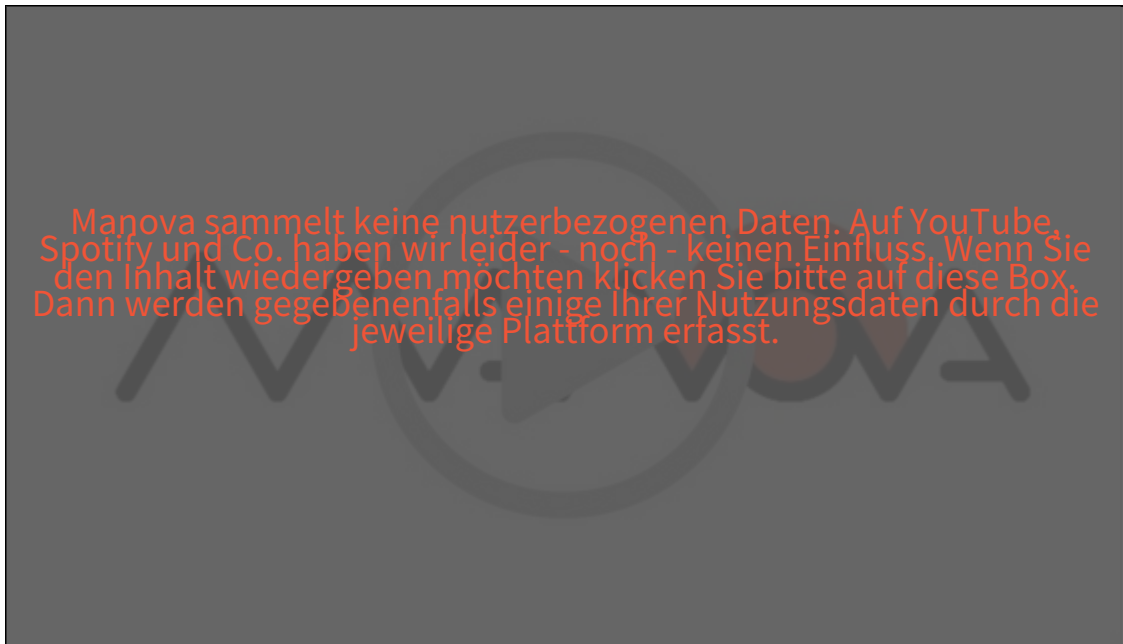 Manova sammelt keine nutzerbezogenen Daten. Auf YouTube,
Spotify und Co. haben wir leider - noch - keinen Einfluss. Wenn Sie
den Inhalt wiedergeben möchten klicken Sie bitte auf diese Box.
Dann werden gegebenenfalls einige Ihrer Nutzungsdaten durch die
jeweilige Plattform erfasst.
MANOVA